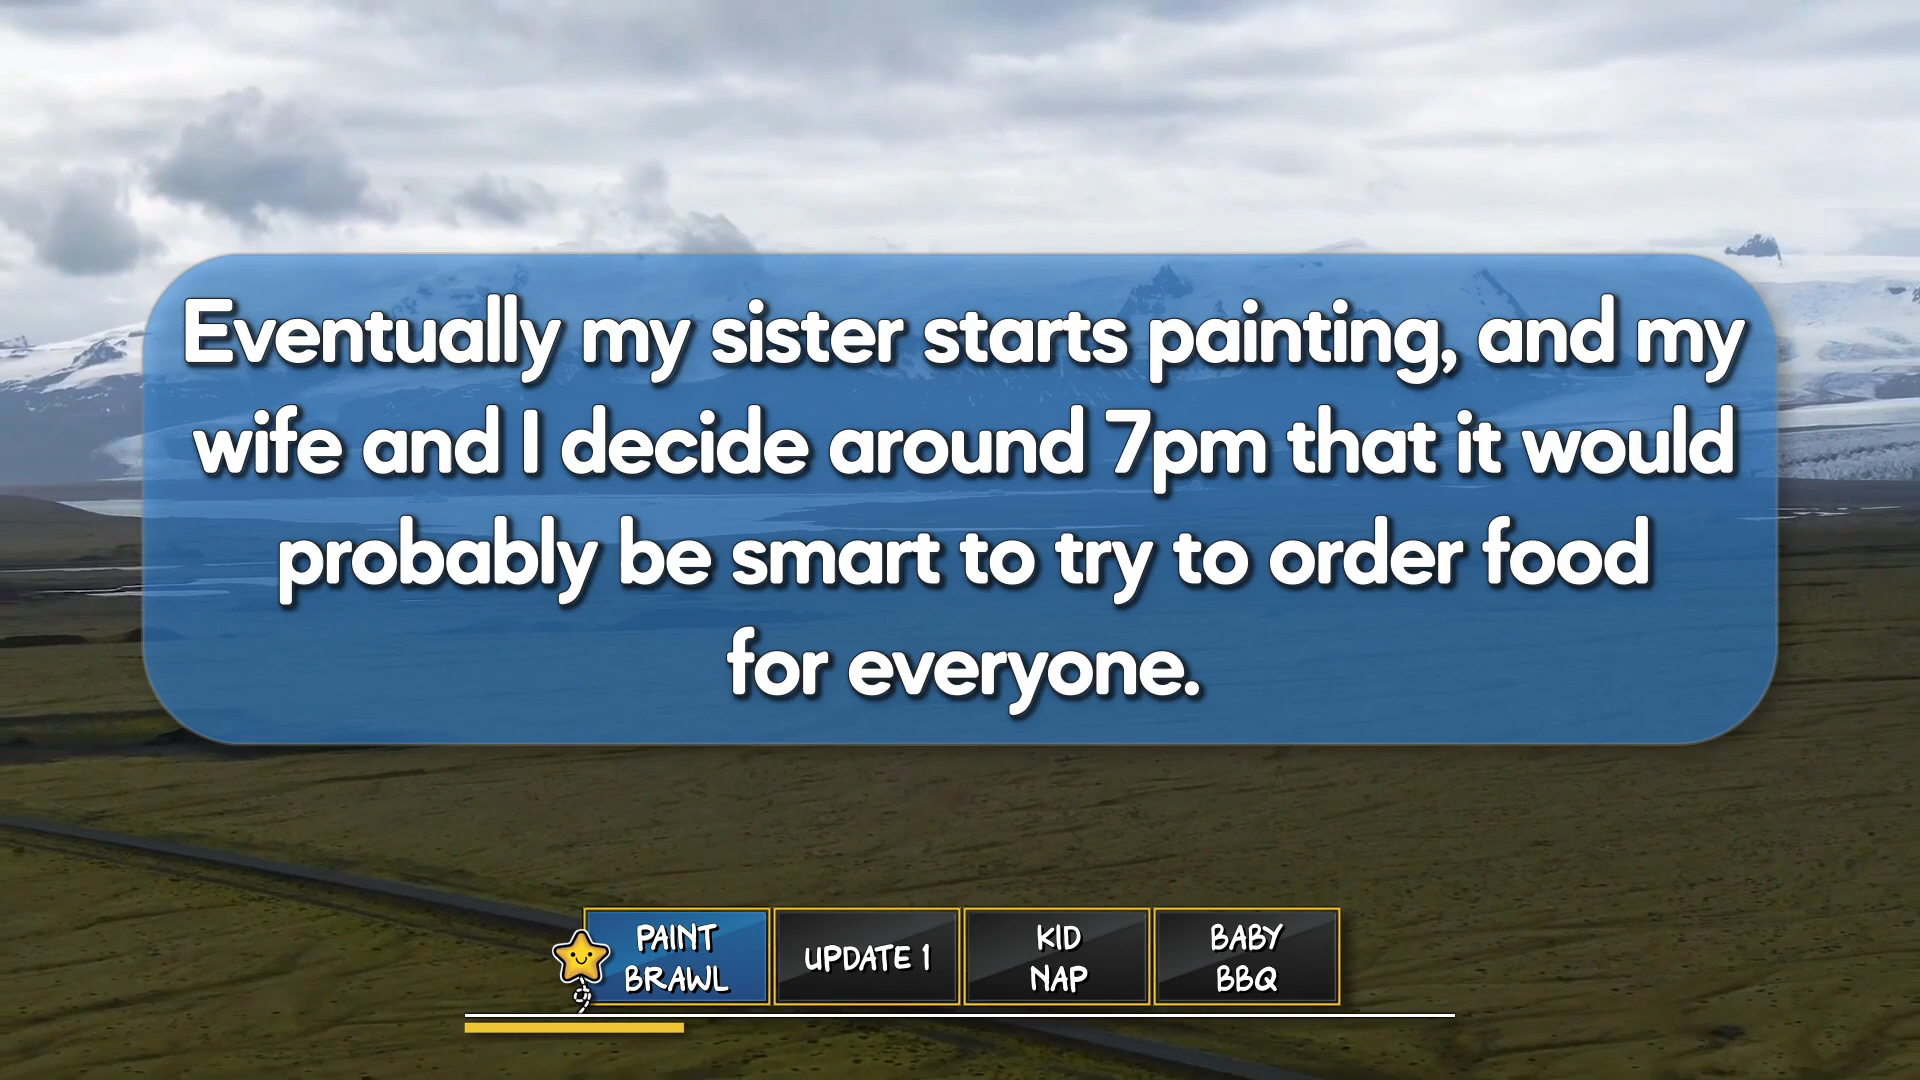 Eventually my sister starts painting, and my
wife and I decide around 7pm that it would
probably be smart to try to order food
for everyone.
PAINT
BRAWL
UPDATE 1
KID
NAP
BABY
BBQ